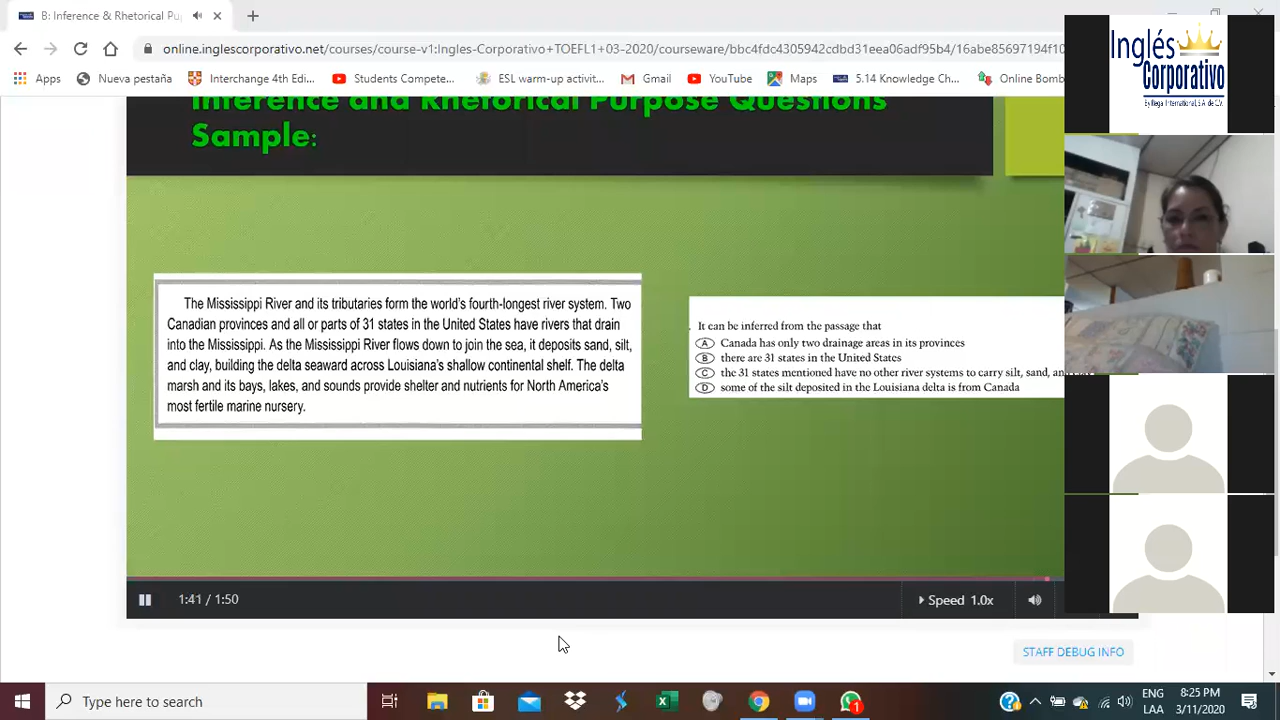 B: Inference & Rhetorical Pu
online.inglescorporativo.net/courses/course-v1:Ingles-Corporativo+TOEFL1+03-2020/courseware/bbc4fdc4305942cdbd31eea06adf95b4/
Apps
Nueva pestaña
Interchange 4th Edi...
Students Compete...
ESL warm-up activit...
Gmail
YouTube
Maps
5.14 Knowledge Ch...
Online Bomb
Inglés
Corporativo
Inference and Rhetorical Purpose Questions
Sample:
The Mississippi River and its tributaries form the world's fourth-longest river system. Two
Canadian provinces and all or parts of 31 states in the United States have rivers that drain
into the Mississippi. As the Mississippi River flows down to join the sea, it deposits sand, silt,
and clay, building the delta seaward across Louisiana's shallow continental shelf. The delta
marsh and its bays, lakes, and sounds provide shelter and nutrients for North America's
most fertile marine nursery.
It can be inferred from the passage that
A Canada has only two drainage areas in its provinces
B there are 31 states in the United States
C the 31 states mentioned have no other river systems to carry silt, sand, an
D some of the silt deposited in the Louisiana delta is from Canada
1:41 / 1:50
Speed 1.0x
STAFF DEBUG INFO
Type here to search
1
ENG
LAA
8:25 PM
3/11/2020